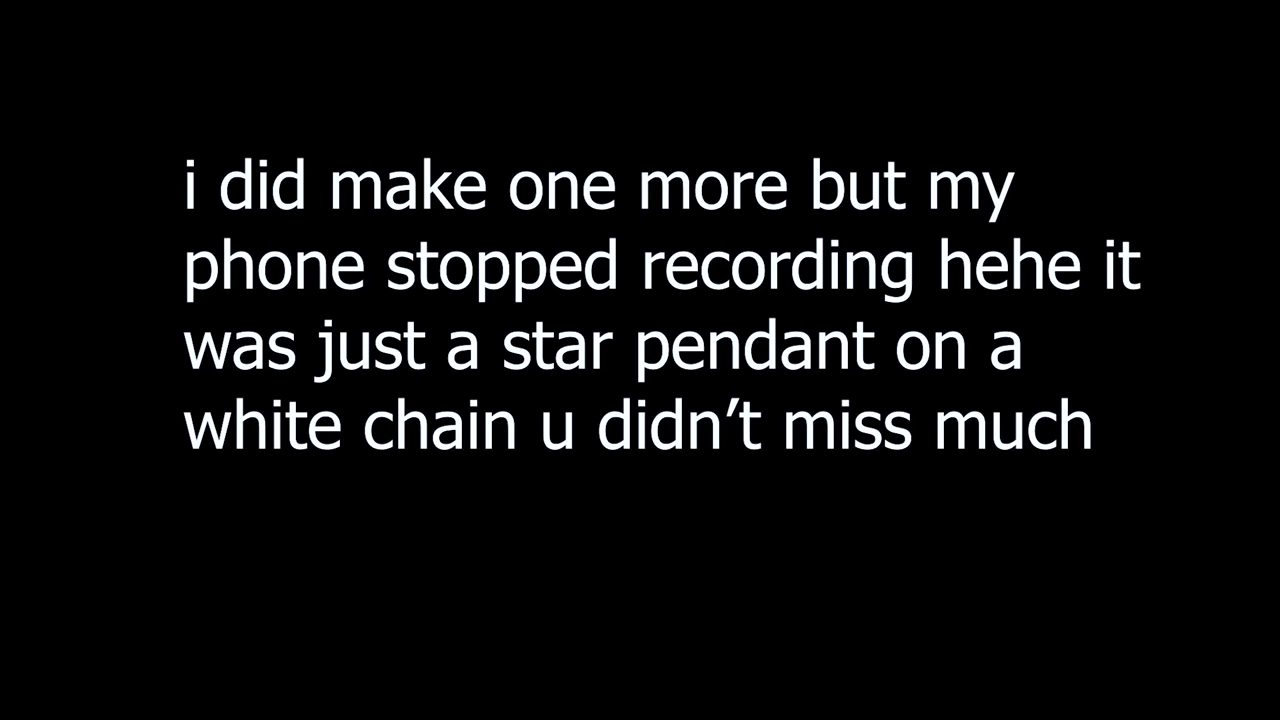 i did make one more but my
phone stopped recording hehe it
was just a star pendant on a
white chain u didn’t miss much